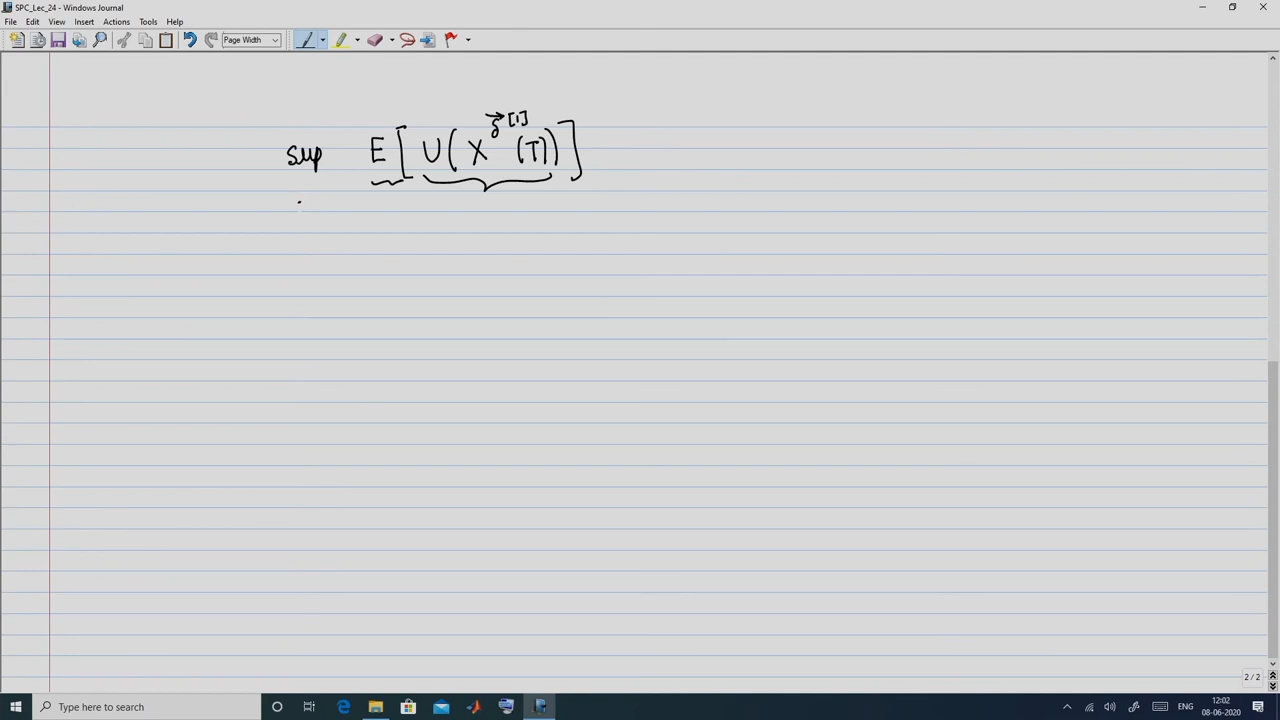 SPC_Lec_24 - Windows Journal
File Edit View Insert Actions Tools Help
Page Width
sup E [ U ( X^{\vec{δ}^{[1]}} (T) ) ]
2 / 2
Type here to search
ENG
12:02
08-06-2020